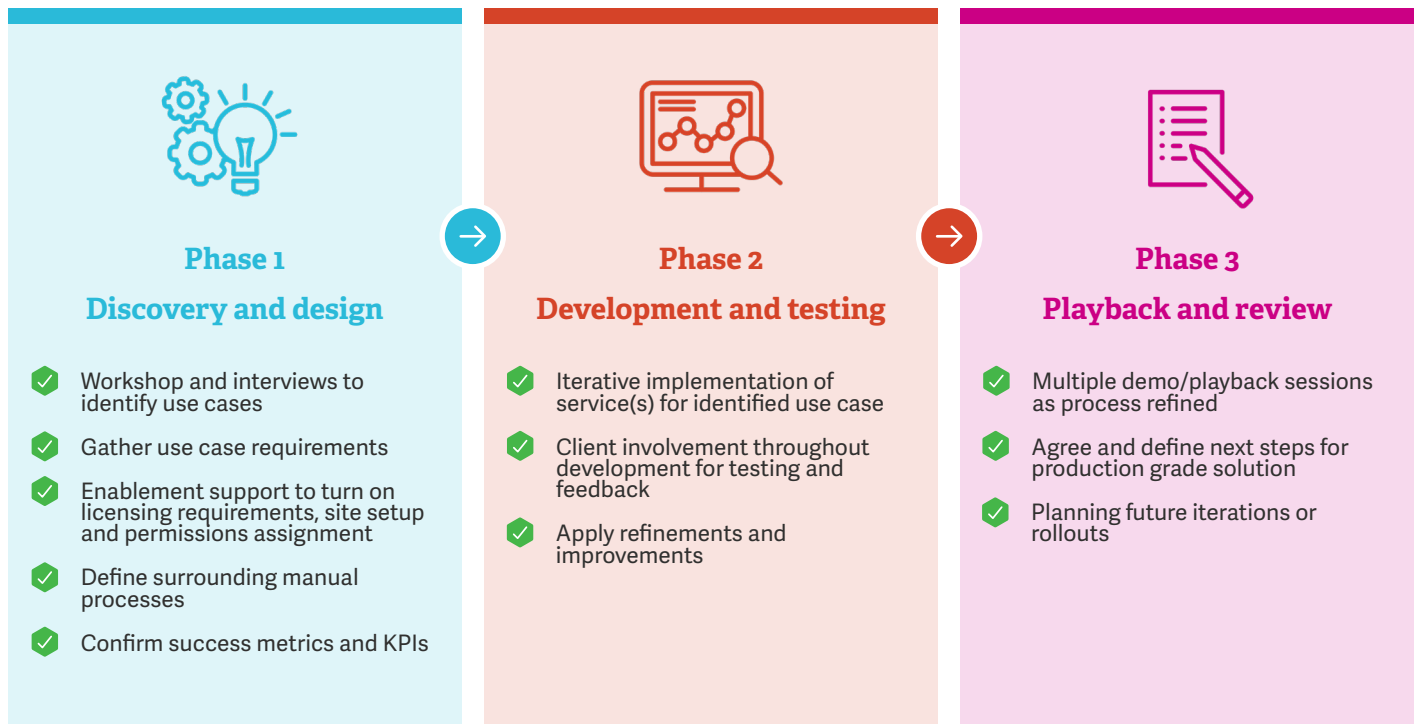 Phase 1
Discovery and design
Workshop and interviews to
identify use cases
Gather use case requirements
Enablement support to turn on
licensing requirements, site setup
and permissions assignment
Define surrounding manual
processes
Confirm success metrics and KPIs
Phase 2
Development and testing
Iterative implementation of
service(s) for identified use case
Client involvement throughout
development for testing and
feedback
Apply refinements and
improvements
Phase 3
Playback and review
Multiple demo/playback sessions
as process refined
Agree and define next steps for
production grade solution
Planning future iterations or
rollouts